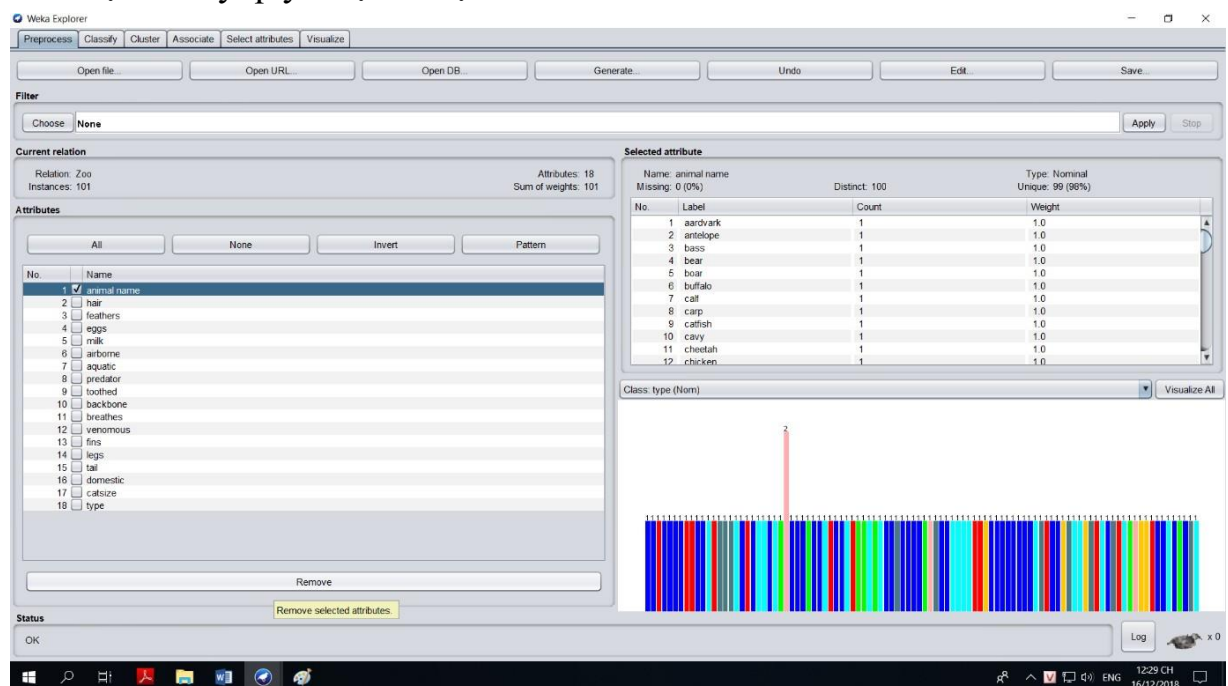 Weka Explorer
Preprocess Classify Cluster Associate Select attributes Visualize
Open file... Open URL... Open DB... Generate... Undo Edit... Save...
Filter
Choose None Apply Stop
Current relation
Relation: Zoo Attributes: 18
Instances: 101 Sum of weights: 101
Attributes
All None Invert Pattern
No. Name
1 animal name
2 hair
3 feathers
4 eggs
5 milk
6 airborne
7 aquatic
8 predator
9 toothed
10 backbone
11 breathes
12 venomous
13 fins
14 legs
15 tail
16 domestic
17 catsize
18 type
Remove
Remove selected attributes.
Selected attribute
Name: animal name Type: Nominal
Missing: 0 (0%) Distinct: 100 Unique: 99 (98%)
No. Label Count Weight
1 aardvark 1 1.0
2 antelope 1 1.0
3 bass 1 1.0
4 bear 1 1.0
5 boar 1 1.0
6 buffalo 1 1.0
7 calf 1 1.0
8 carp 1 1.0
9 catfish 1 1.0
10 cavy 1 1.0
11 cheetah 1 1.0
12 chicken 1 1.0
Class: type (Nom) Visualize All
2
Status
OK Log x 0
ENG 12:29 CH
16/12/2018